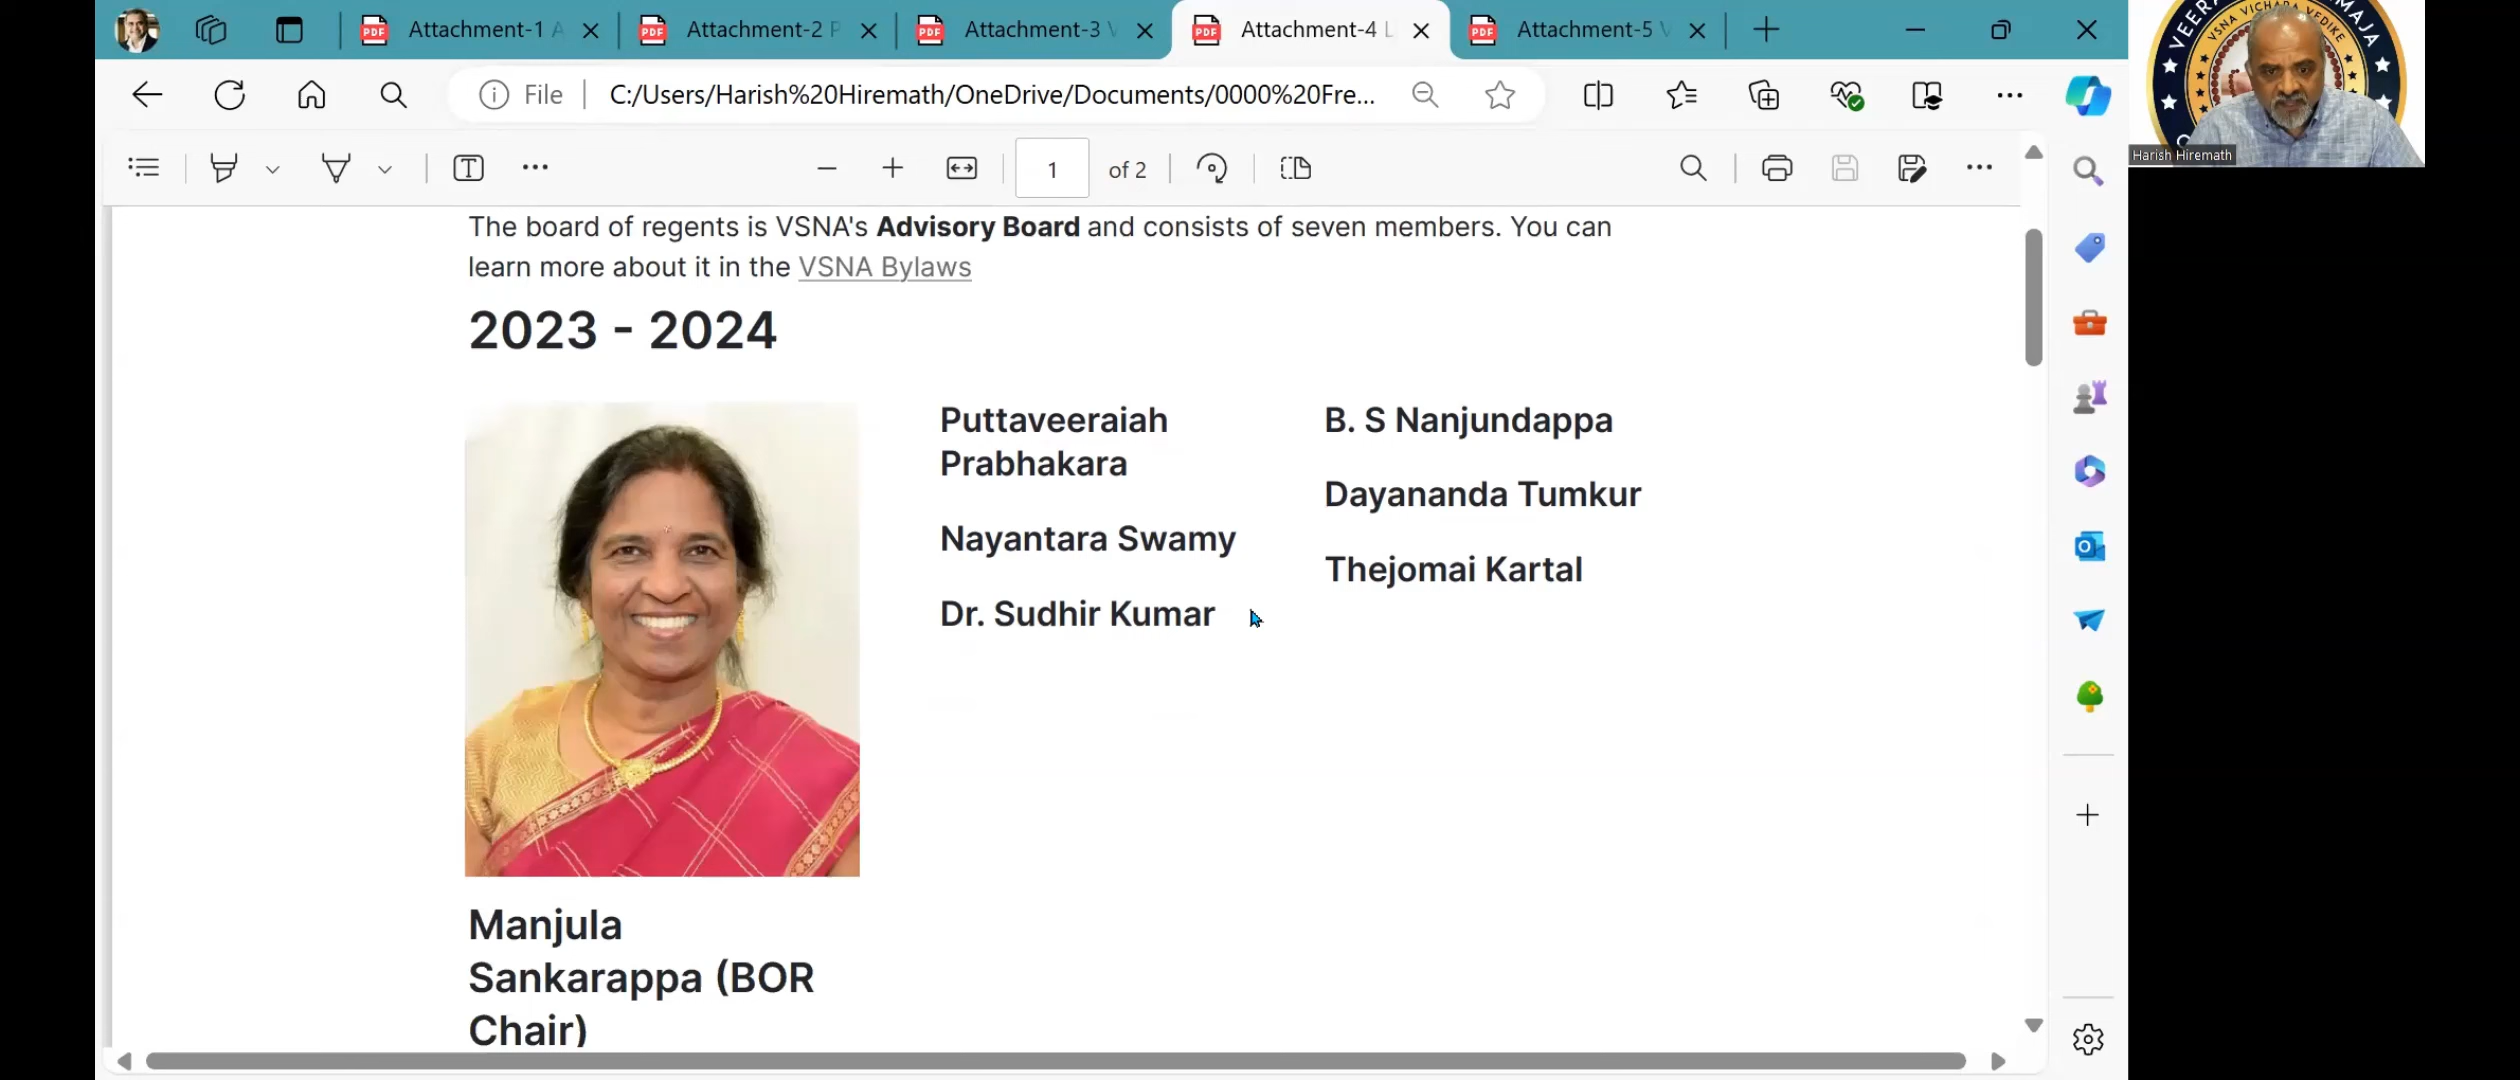 Attachment-1 A
Attachment-2 P
Attachment-3 V
Attachment-4 L
Attachment-5 V
File
C:/Users/Harish%20Hiremath/OneDrive/Documents/0000%20Fre...
1
of 2
The board of regents is VSNA's Advisory Board and consists of seven members. You can
learn more about it in the VSNA Bylaws
2023 - 2024
Puttaveeraiah
Prabhakara
Nayantara Swamy
Dr. Sudhir Kumar
B. S Nanjundappa
Dayananda Tumkur
Thejomai Kartal
Manjula
Sankarappa (BOR
Chair)
VSNA VICHARA VEDIKE
Harish Hiremath